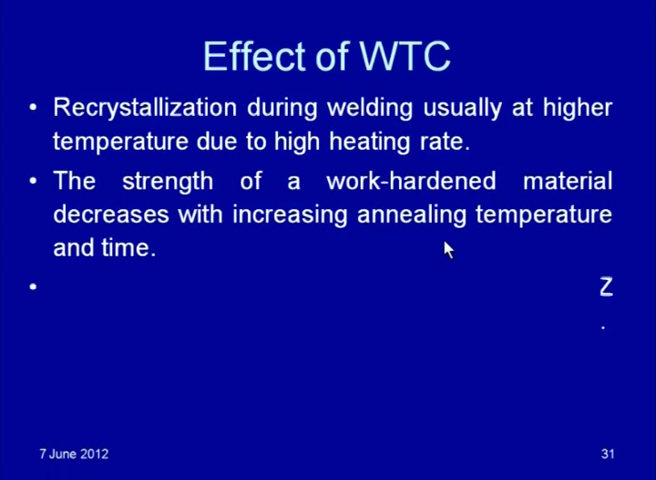 Effect of WTC
• Recrystallization during welding usually at higher
temperature due to high heating rate.
• The strength of a work-hardened material
decreases with increasing annealing temperature
and time.
•
7 June 2012
31